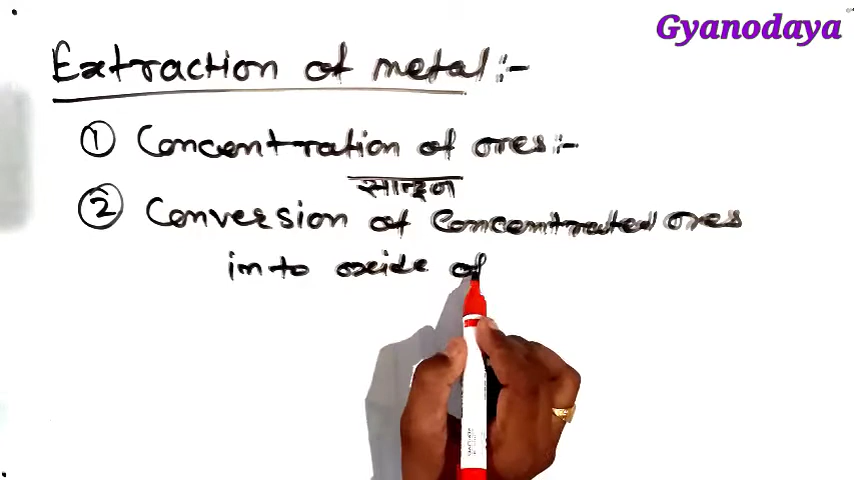 Gyanodaya
Extraction of metal :-
① Concentration of ores :-
सान्द्रण
② Conversion of Concentrated ores
into oxide of